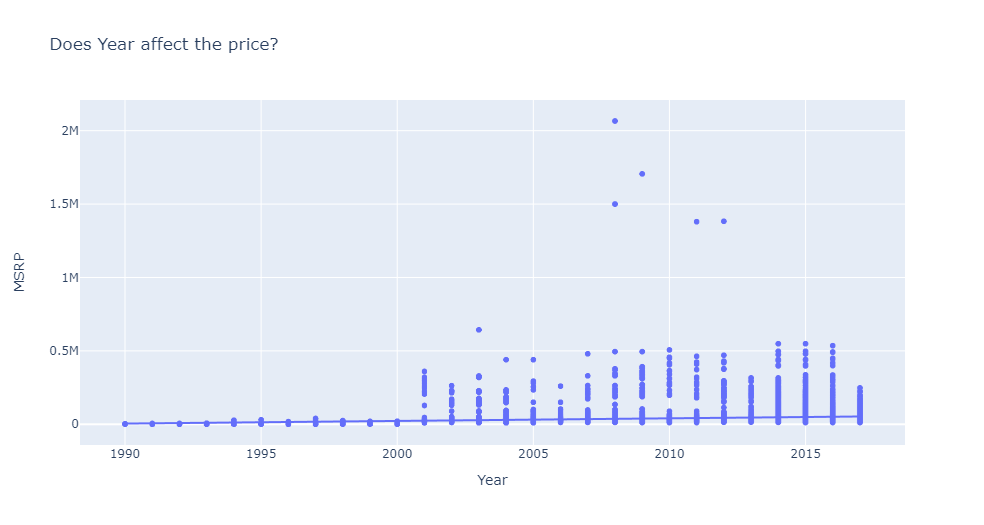 Does Year affect the price?
2M
1.5M
1M
0.5M
0
MSRP
1990
1995
2000
2005
2010
2015
Year